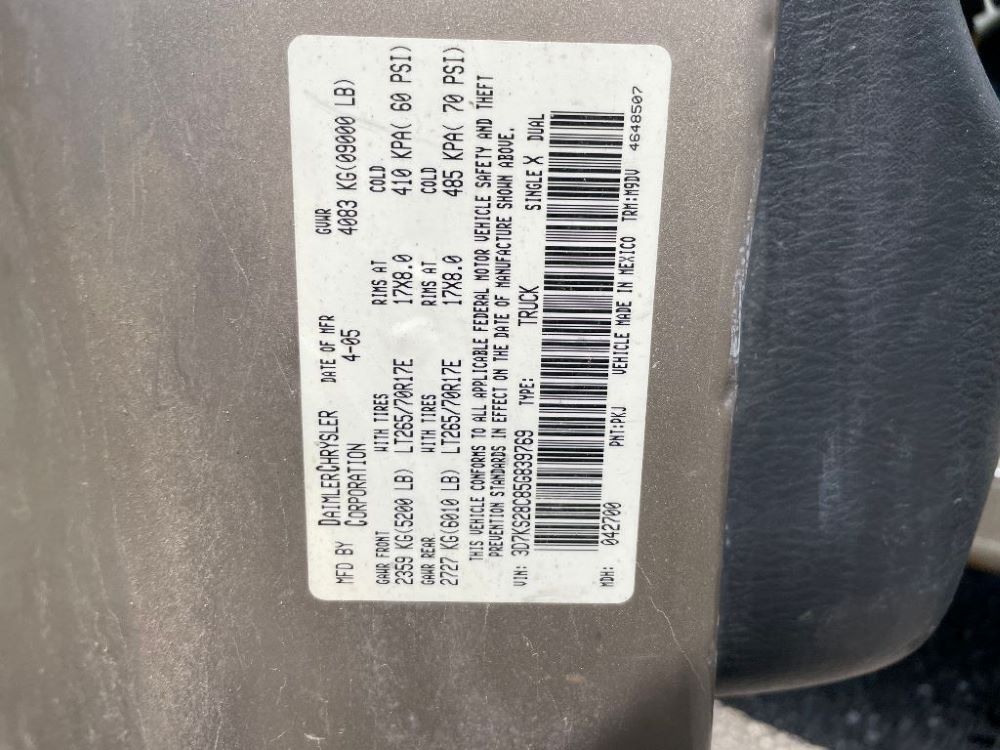 MFD BY DAIMLERCHRYSLER CORPORATION DATE OF MFR 4-05 GVWR 4083 KG(09000 LB)
GAWR FRONT WITH TIRES RIMS AT COLD
2359 KG(5200 LB) LT265/70R17E 17X8.0 410 KPA( 60 PSI)
GAWR REAR WITH TIRES RIMS AT COLD
2727 KG(6010 LB) LT265/70R17E 17X8.0 485 KPA( 70 PSI)
THIS VEHICLE CONFORMS TO ALL APPLICABLE FEDERAL MOTOR VEHICLE SAFETY AND THEFT
PREVENTION STANDARDS IN EFFECT ON THE DATE OF MANUFACTURE SHOWN ABOVE.
VIN: 3D7KS28C85G839769 TYPE: TRUCK SINGLE X DUAL
MDH: 042700 PNT:PKJ VEHICLE MADE IN MEXICO TRM:M9DV 4648507